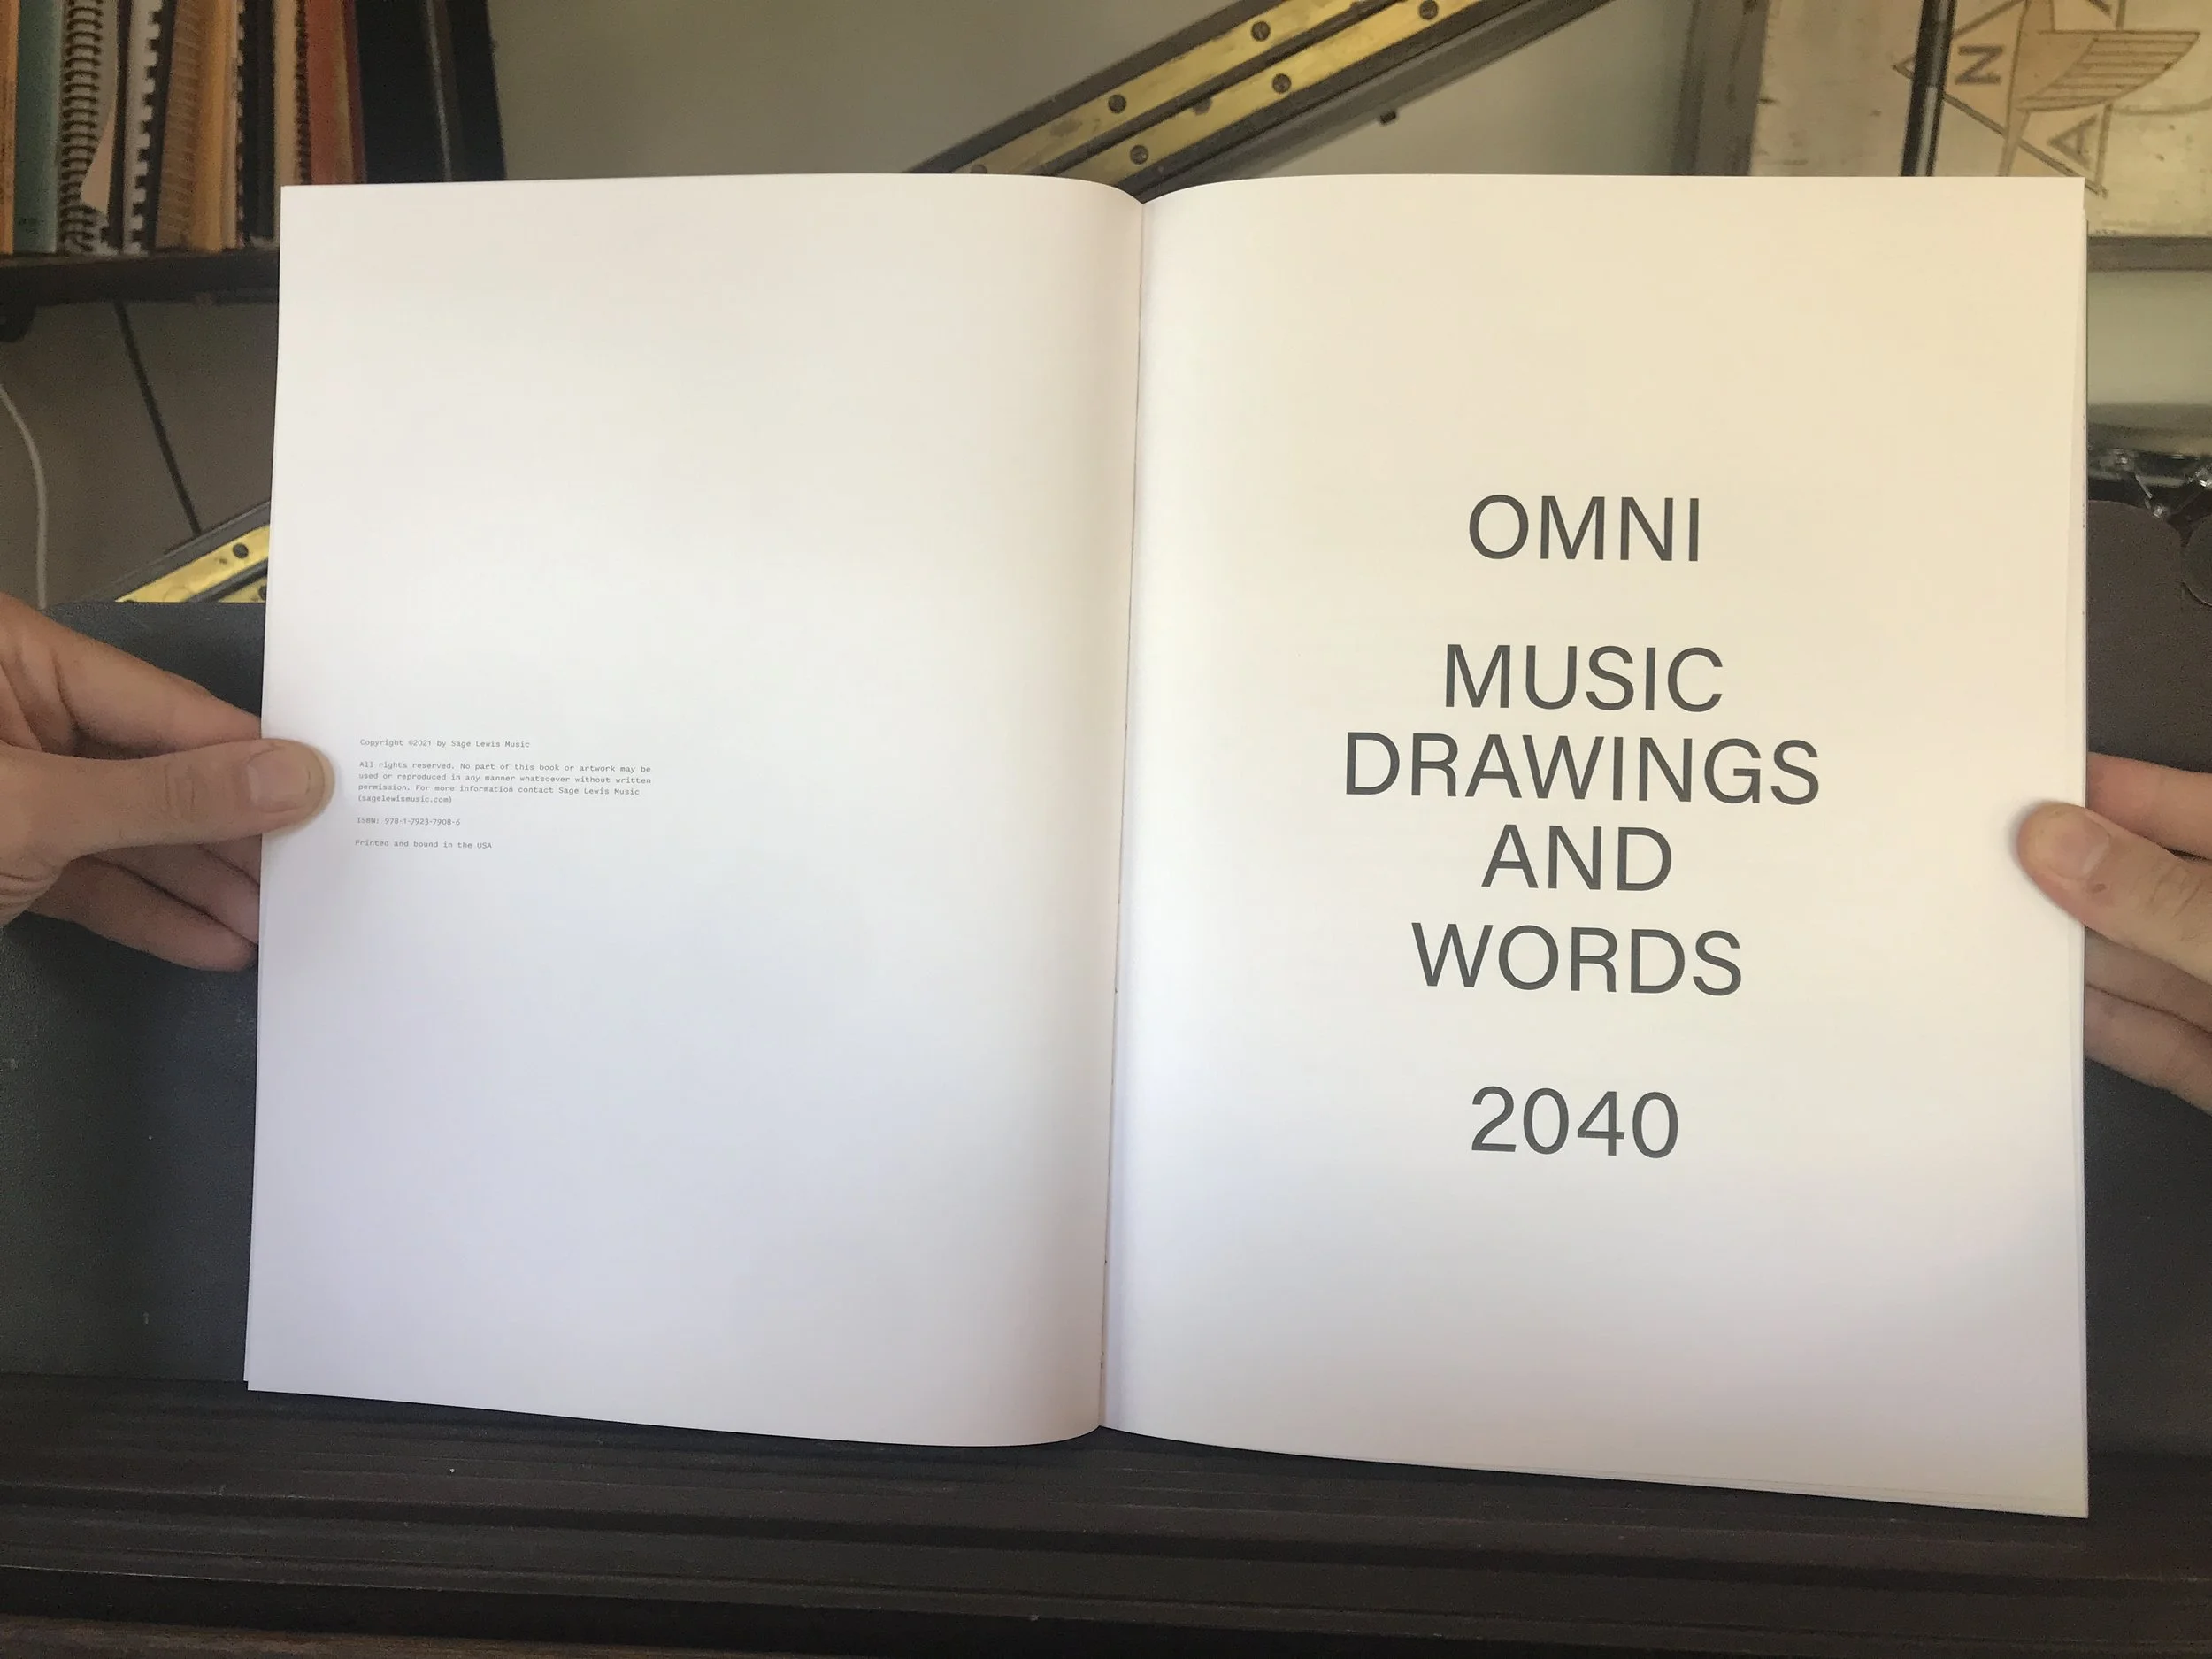 Copyright ©2021 by Sage Lewis Music
All rights reserved. No part of this book or artwork may be
used or reproduced in any manner whatsoever without written
permission. For more information contact Sage Lewis Music
(sagelewismusic.com)
ISBN: 978-1-7923-7908-6
Printed and bound in the USA
OMNI
MUSIC
DRAWINGS
AND
WORDS
2040